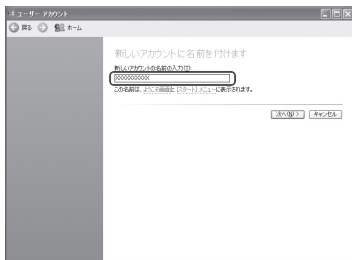 ユーザー アカウント
戻る ホーム
新しいアカウントに名前を付けます
新しいアカウントの名前の入力(T):
XXXXXXXXXX
この名前は、ようこそ画面と [スタート] メニューに表示されます。
次へ(N) > キャンセル